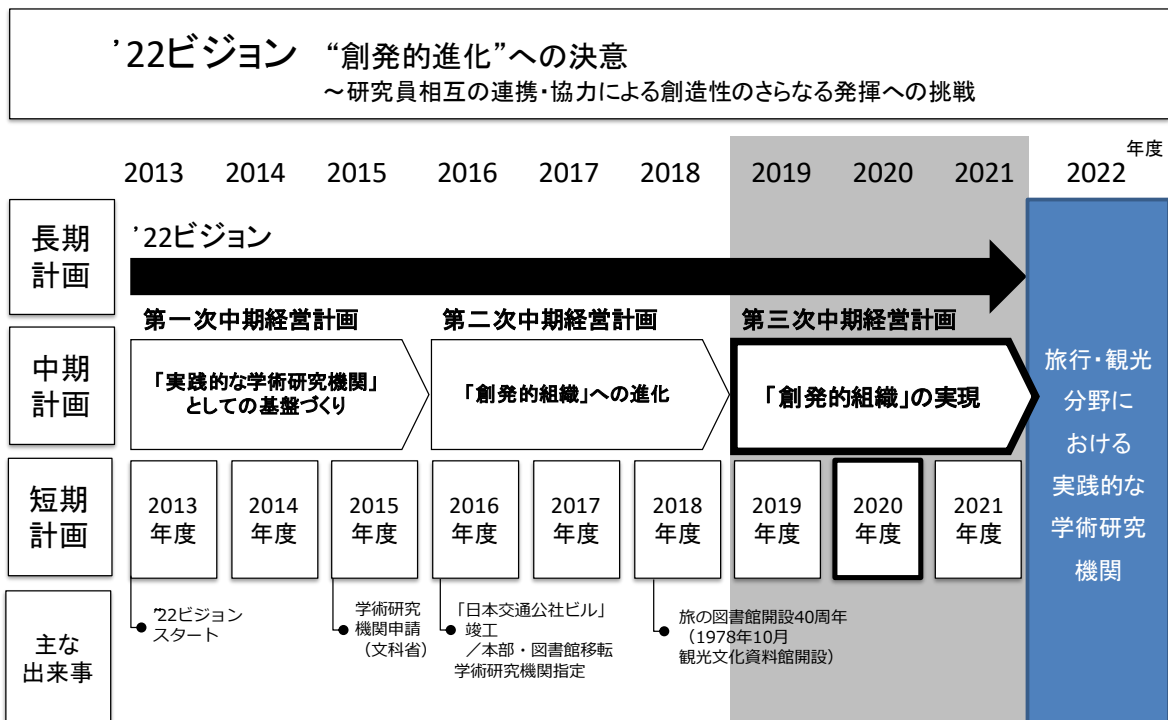 ’22ビジョン “創発的進化”への決意
～研究員相互の連携・協力による創造性のさらなる発揮への挑戦
年度
2013 2014 2015 2016 2017 2018 2019 2020 2021 2022
長期
計画
’22ビジョン
中期
計画
第一次中期経営計画
「実践的な学術研究機関」
としての基盤づくり
第二次中期経営計画
「創発的組織」への進化
第三次中期経営計画
「創発的組織」の実現
短期
計画
2013
年度
2014
年度
2015
年度
2016
年度
2017
年度
2018
年度
2019
年度
2020
年度
2021
年度
旅行・観光
分野に
おける
実践的な
学術研究
機関
主な
出来事
’22ビジョン
スタート
学術研究
機関申請
（文科省）
「日本交通公社ビル」
竣工
／本部・図書館移転
学術研究機関指定
旅の図書館開設40周年
（1978年10月
観光文化資料館開設）